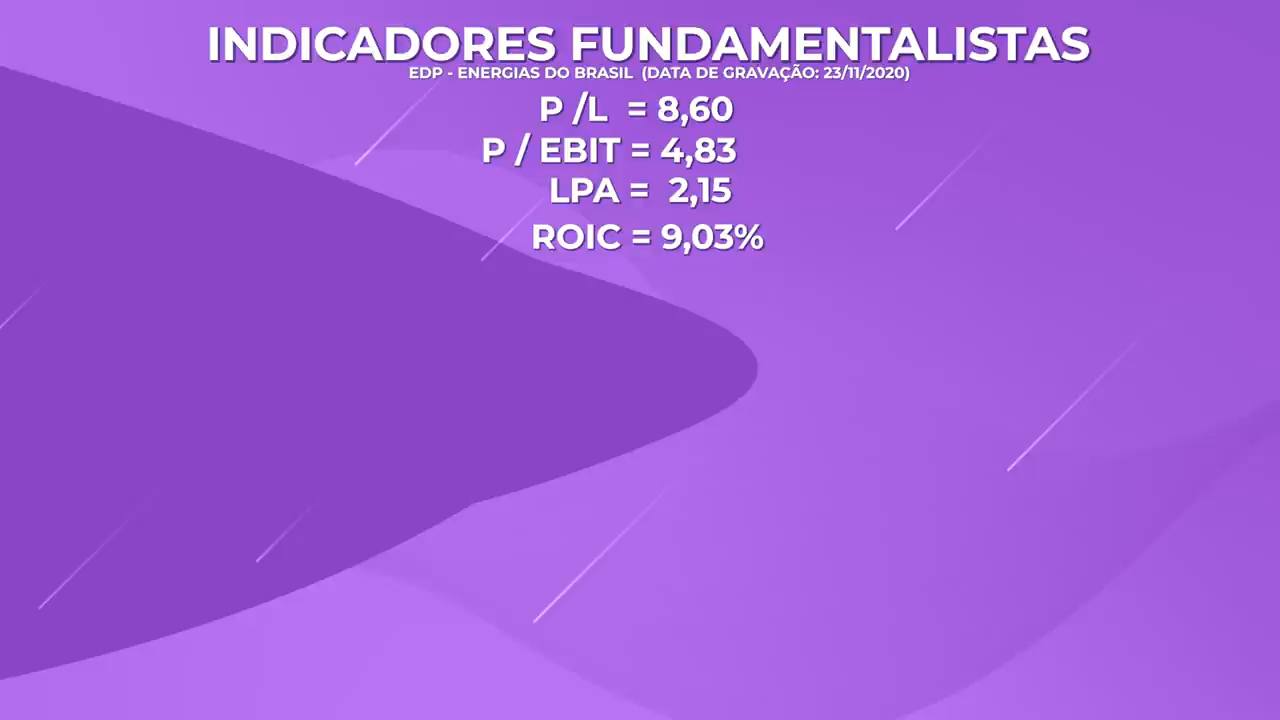 INDICADORES FUNDAMENTALISTAS
EDP - ENERGIAS DO BRASIL (DATA DE GRAVAÇÃO: 23/11/2020)
P /L = 8,60
P / EBIT = 4,83
LPA = 2,15
ROIC = 9,03%